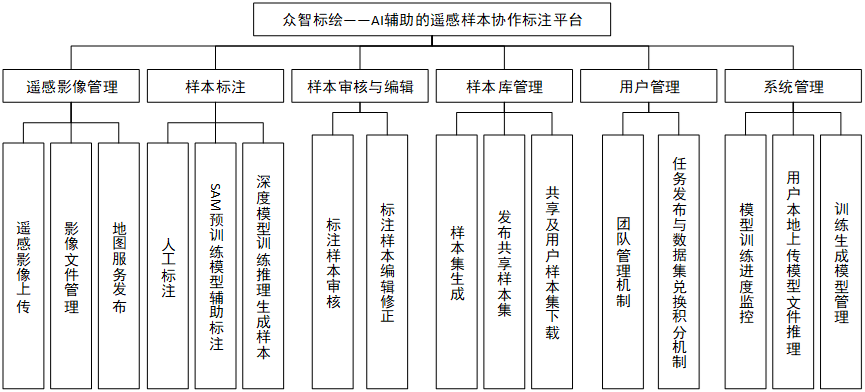 众智标绘——AI辅助的遥感样本协作标注平台
遥感影像管理
样本标注
样本审核与编辑
样本库管理
用户管理
系统管理
遥感影像上传
影像文件管理
地图服务发布
人工标注
SAM预训练模型辅助标注
深度模型训练推理生成样本
标注样本审核
标注样本编辑修正
样本集生成
发布共享样本集
共享及用户样本集下载
团队管理机制
任务发布与数据集兑换积分机制
模型训练进度监控
用户本地上传模型文件推理
训练生成模型管理